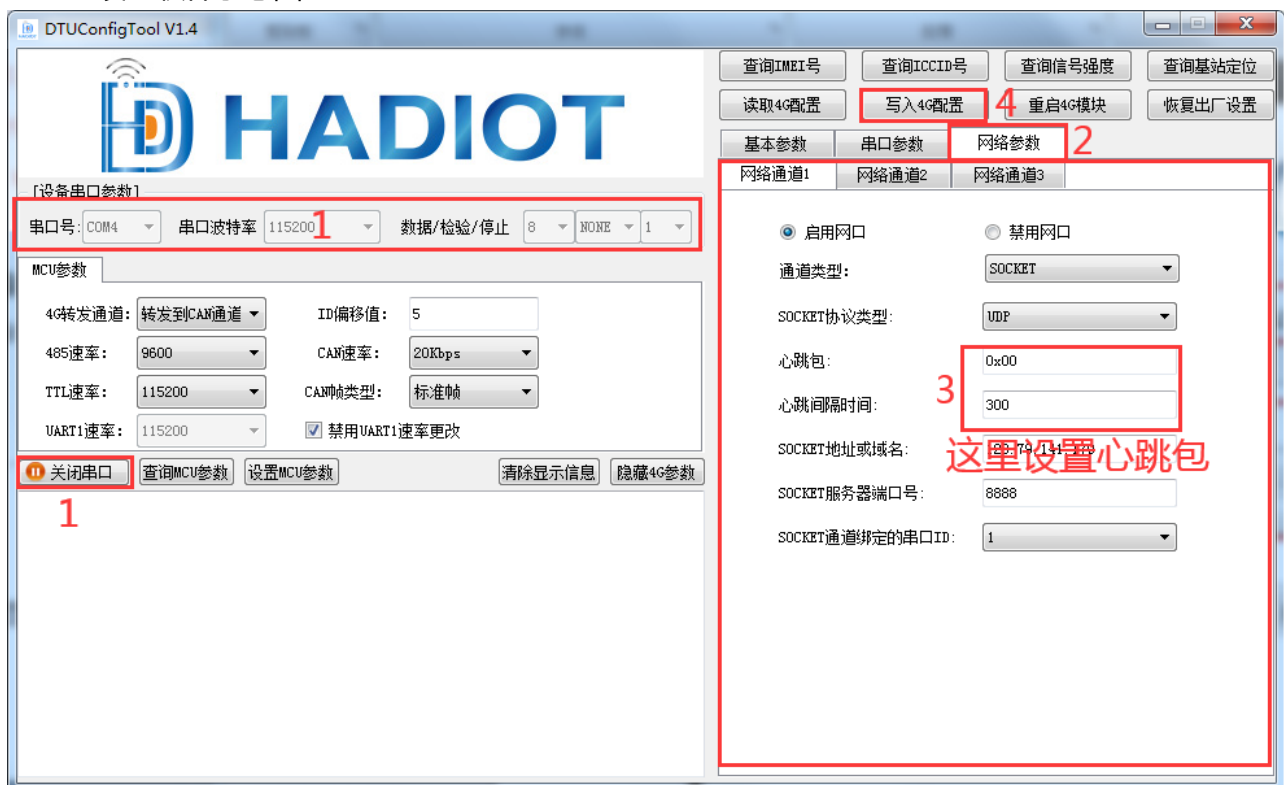 DTUConfigTool V1.4
HADIOT
查询IMEI号 查询ICCID号 查询信号强度 查询基站定位
读取4G配置 写入4G配置 4 重启4G模块 恢复出厂设置
基本参数 串口参数 网络参数 2
网络通道1 网络通道2 网络通道3
[设备串口参数]
串口号: COM4 串口波特率 115200 1 数据/检验/停止 8 NONE 1
MCU参数
4G转发通道: 转发到CAN通道 ID偏移值: 5
485速率: 9600 CAN速率: 20Kbps
TTL速率: 115200 CAN帧类型: 标准帧
UART1速率: 115200 禁用UART1速率更改
关闭串口 查询MCU参数 设置MCU参数 清除显示信息 隐藏4G参数
1
启用网口 禁用网口
通道类型: SOCKET
SOCKET协议类型: UDP
心跳包: 0x00
3
心跳间隔时间: 300
SOCKET地址或域名:
这里设置心跳包
SOCKET服务器端口号: 8888
SOCKET通道绑定的串口ID: 1